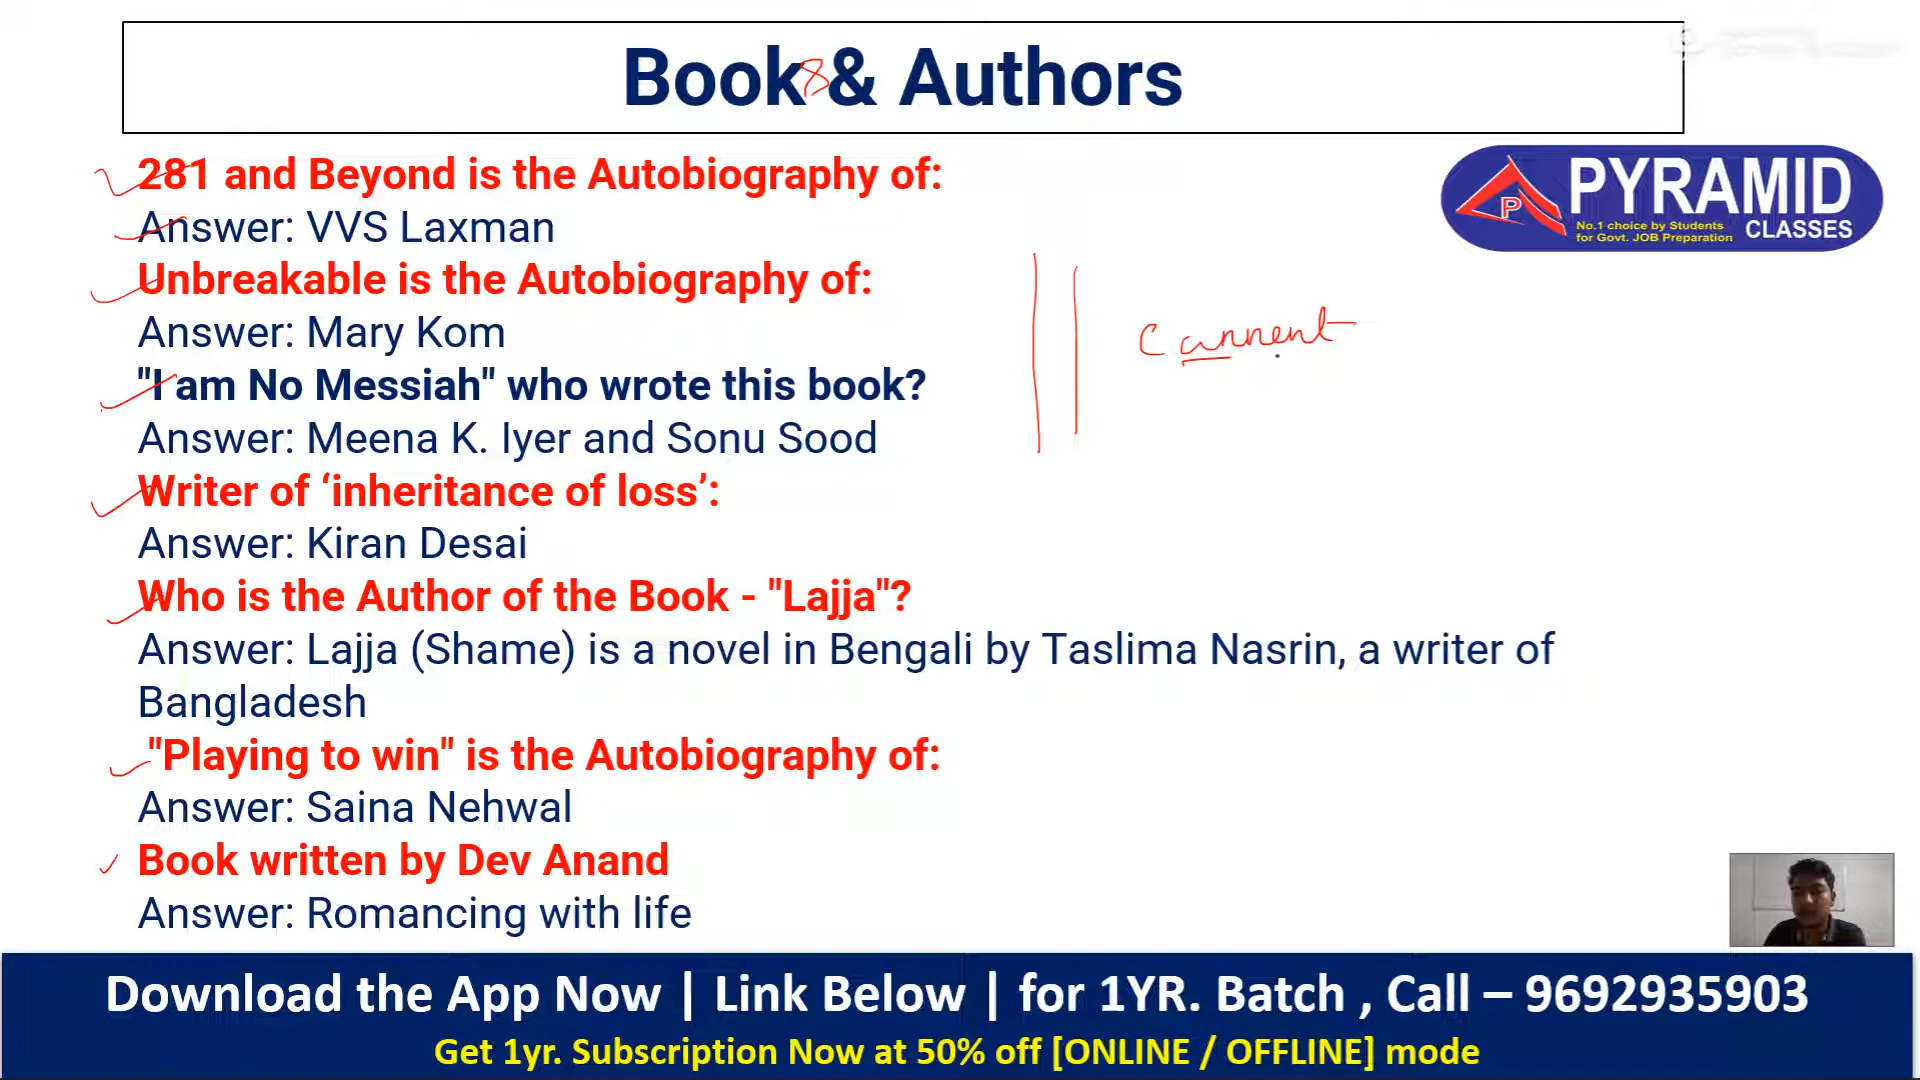 Book & Authors
281 and Beyond is the Autobiography of:
Answer: VVS Laxman
Unbreakable is the Autobiography of:
Answer: Mary Kom
"I am No Messiah" who wrote this book?
Answer: Meena K. Iyer and Sonu Sood
Writer of ‘inheritance of loss’:
Answer: Kiran Desai
Who is the Author of the Book - "Lajja"?
Answer: Lajja (Shame) is a novel in Bengali by Taslima Nasrin, a writer of
Bangladesh
"Playing to win" is the Autobiography of:
Answer: Saina Nehwal
Book written by Dev Anand
Answer: Romancing with life
P
PYRAMID
No.1 choice by Students
for Govt. JOB Preparation
CLASSES
Download the App Now | Link Below | for 1YR. Batch , Call – 9692935903
Get 1yr. Subscription Now at 50% off [ONLINE / OFFLINE] mode